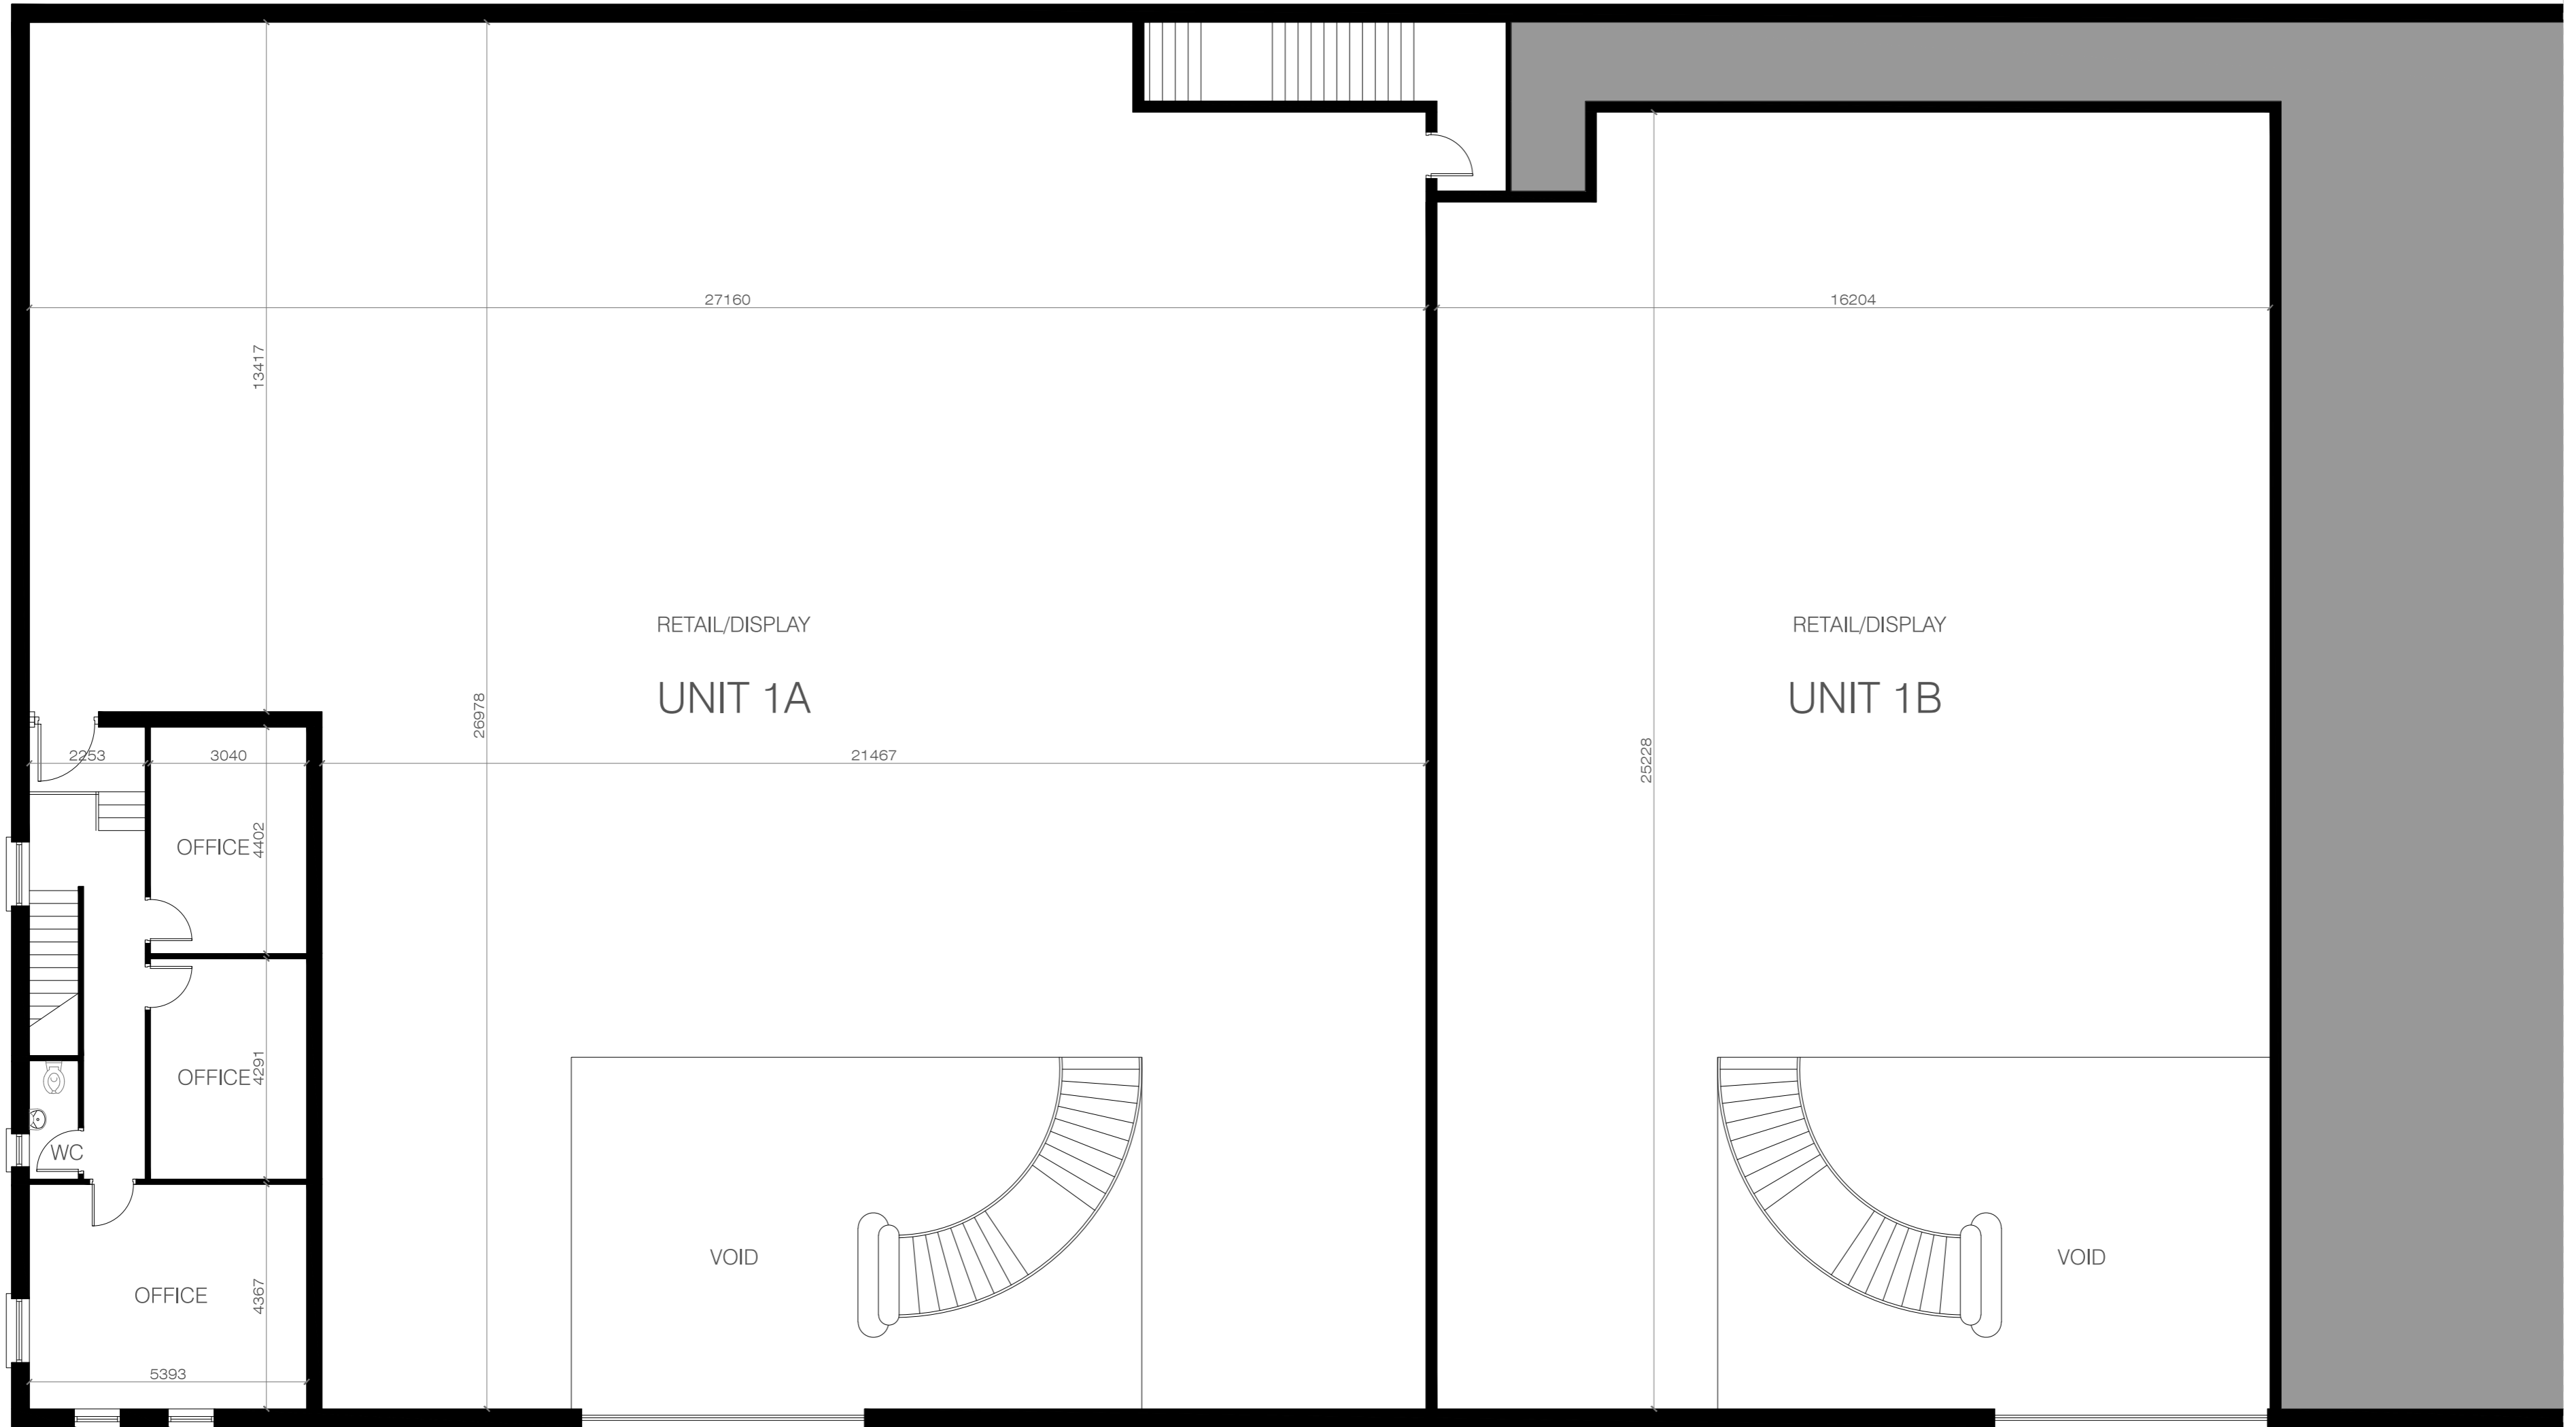 27160
16204
13417
RETAIL/DISPLAY
RETAIL/DISPLAY
UNIT 1A
UNIT 1B
26978
2253
3040
21467
25228
OFFICE
4402
OFFICE
4291
WC
VOID
VOID
OFFICE
4367
5393